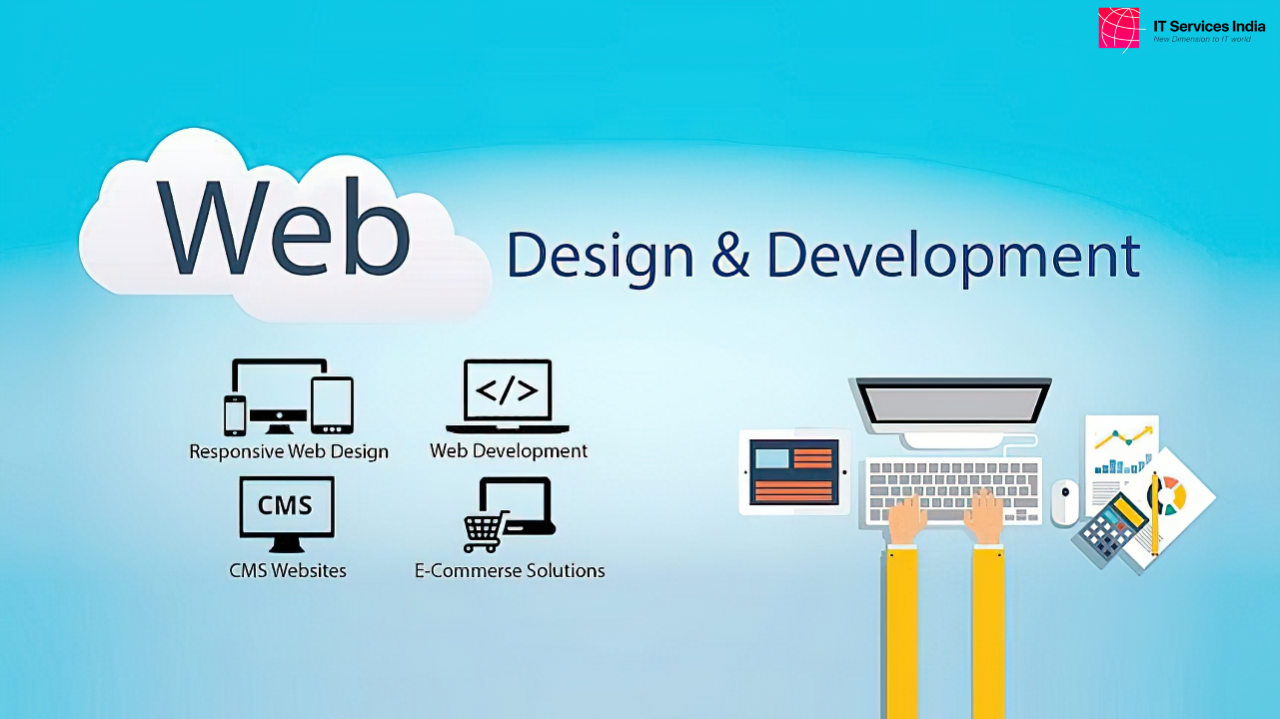 IT Services India
New Dimension to IT world
Web
Design & Development
Responsive Web Design
</> 
Web Development
CMS
CMS Websites
E-Commerse Solutions